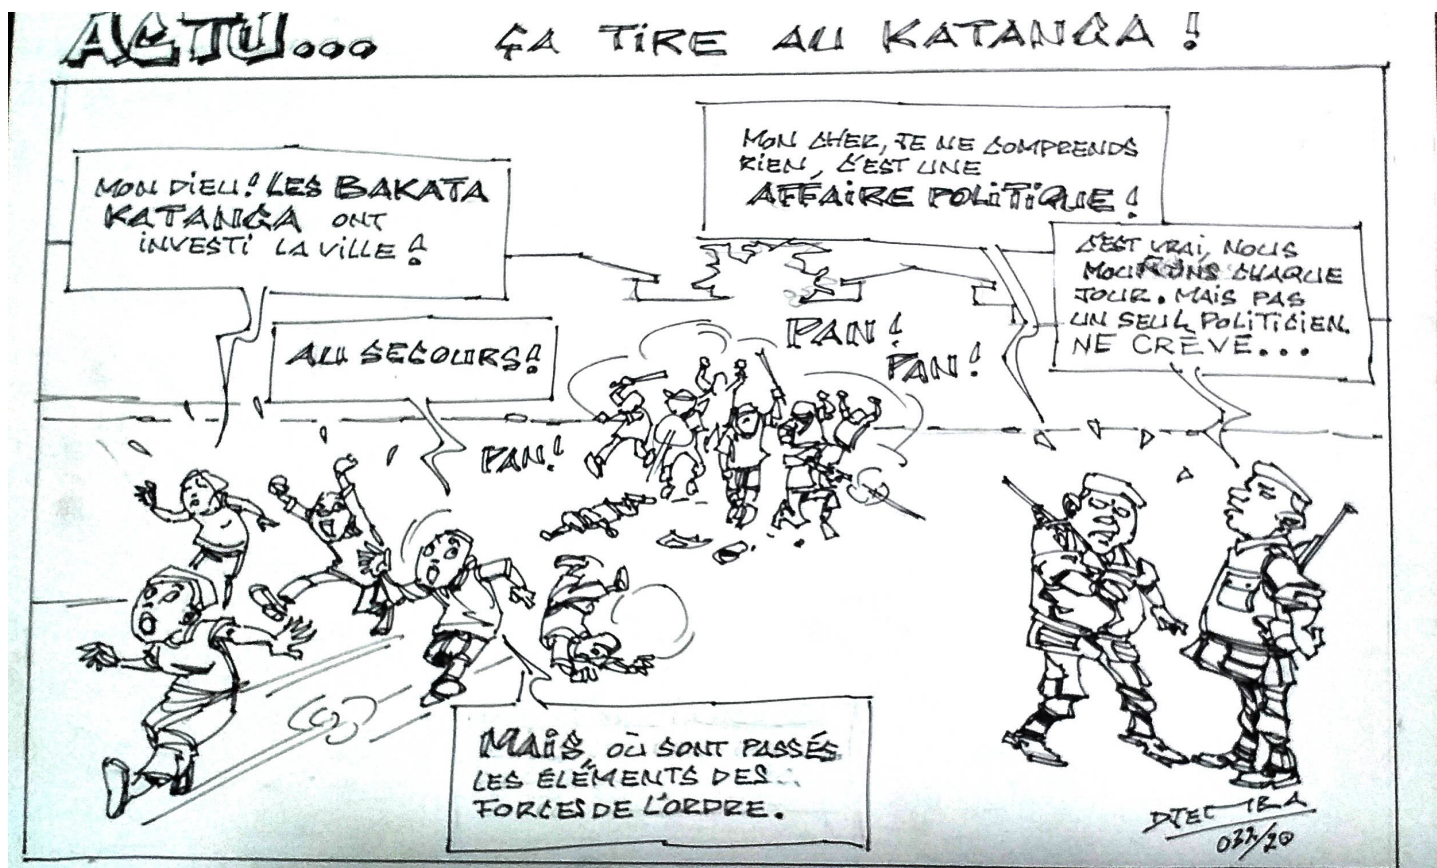 ACTU... ÇA TIRE AU KATANGA !
MON DIEU! LES BAKATA
KATANGA ONT
INVESTI LA VILLE !
AU SECOURS!
MON CHER, JE NE COMPRENDS
RIEN, C'EST UNE
AFFAIRE POLITIQUE !
C'EST VRAI, NOUS
MOURONS CHAQUE
JOUR. MAIS PAS
UN SEUL POLITICIEN
NE CRÈVE...
PAN!
PAN!
PAN!
MAIS, OÙ SONT PASSÉS
LES ÉLÉMENTS DES
FORCES DE L'ORDRE.